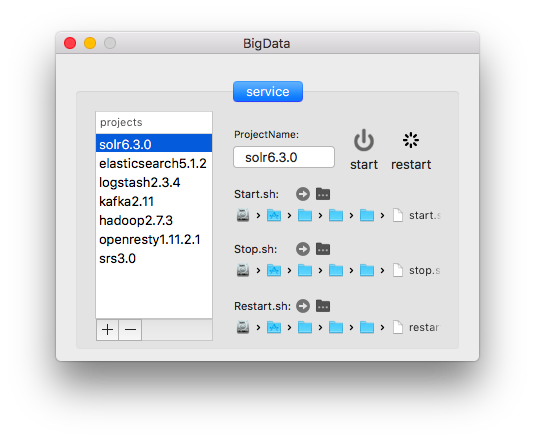 BigData
service
projects
solr6.3.0
elasticsearch5.1.2
logstash2.3.4
kafka2.11
hadoop2.7.3
openresty1.11.2.1
srs3.0
ProjectName:
solr6.3.0
start
restart
Start.sh:
start.s
Stop.sh:
stop.s
Restart.sh:
restar